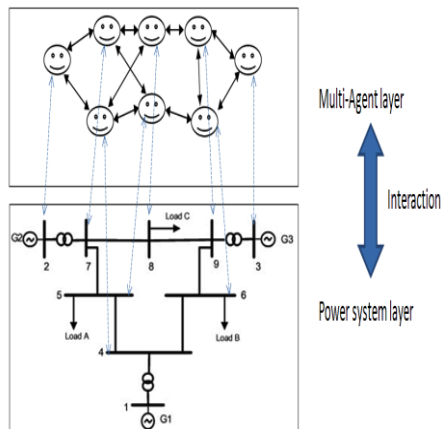 Multi-Agent layer
Interaction
Power system layer
Load C
G2
G3
2
7
8
9
3
5
6
Load A
Load B
4
1
G1